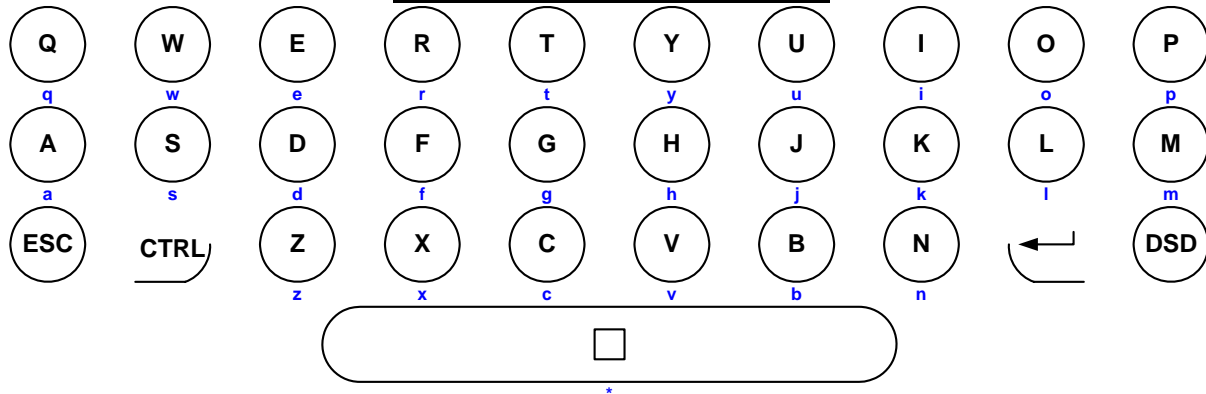 Q W E R T Y U I O P
q w e r t y u i o p
A S D F G H J K L M
a s d f g h j k l m
ESC CTRL Z X C V B N DSD
z x c v b n
*